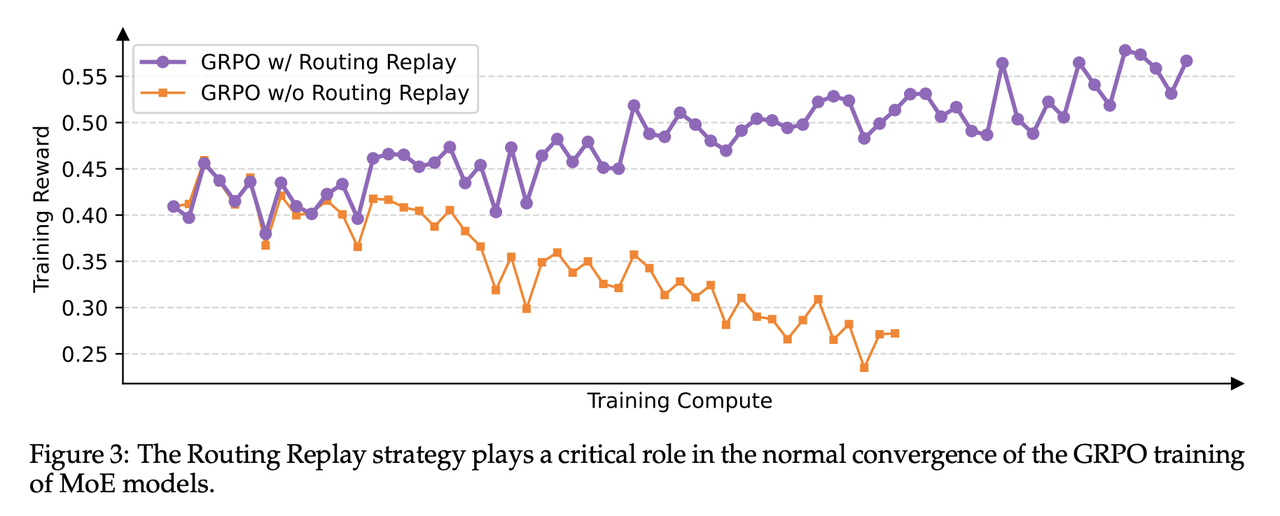 GRPO w/ Routing Replay
GRPO w/o Routing Replay
0.55
0.50
0.45
0.40
0.35
0.30
0.25
Training Reward
Training Compute
Figure 3: The Routing Replay strategy plays a critical role in the normal convergence of the GRPO training
of MoE models.